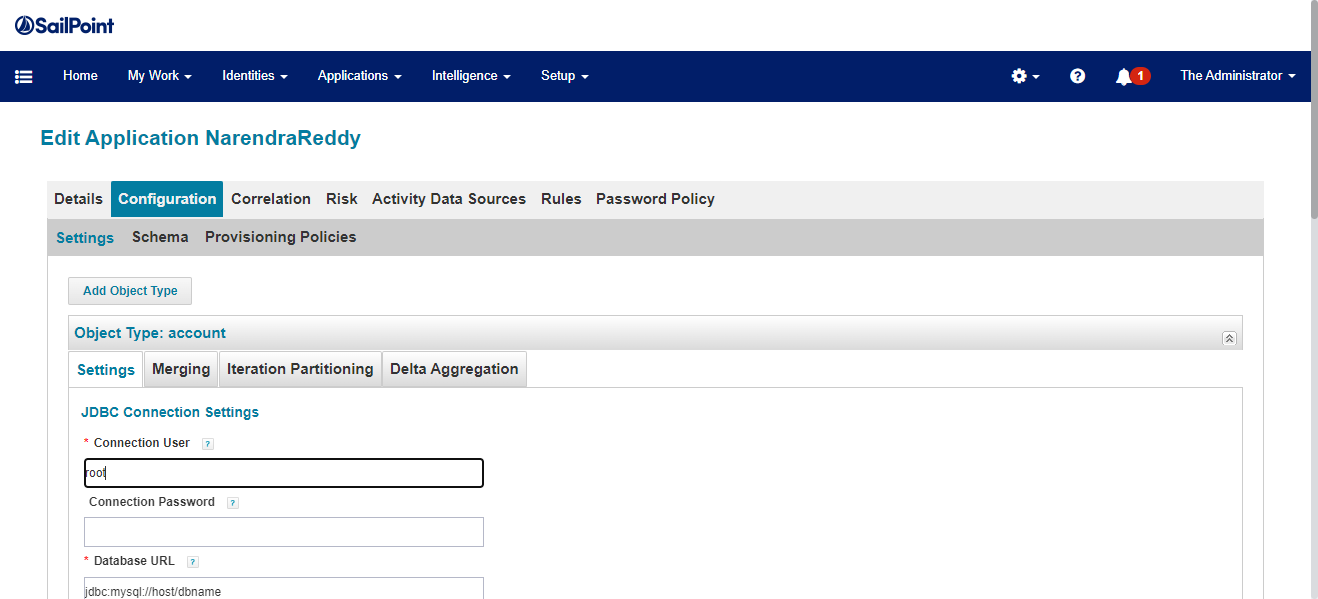 SailPoint
Home My Work Identities Applications Intelligence Setup ? 1 The Administrator
Edit Application NarendraReddy
Details Configuration Correlation Risk Activity Data Sources Rules Password Policy
Settings Schema Provisioning Policies
Add Object Type
Object Type: account
Settings Merging Iteration Partitioning Delta Aggregation
JDBC Connection Settings
* Connection User ?
root
Connection Password ?
* Database URL ?
jdbc:mysql://host/dbname